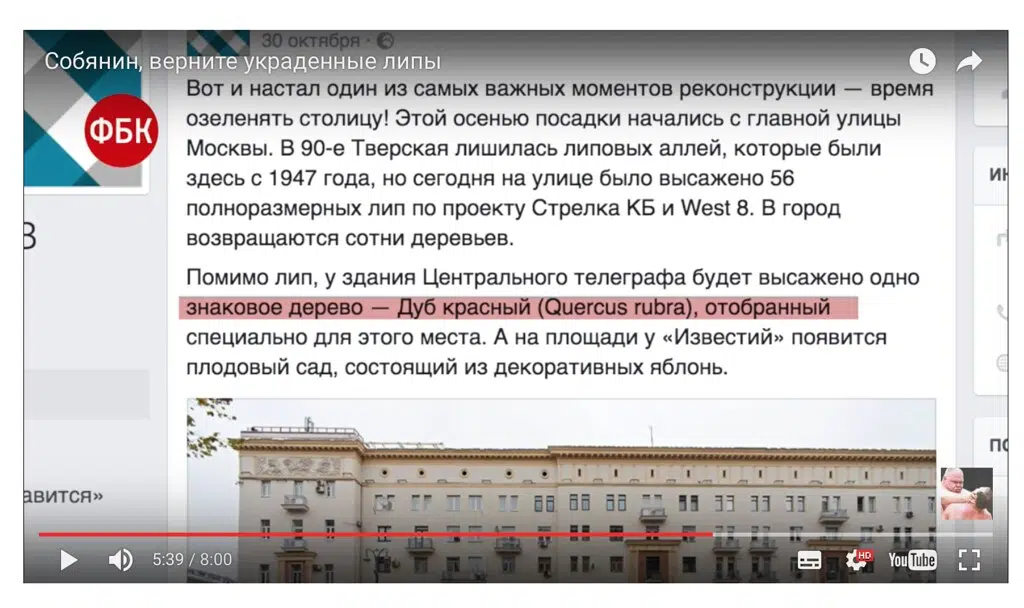 30 октября
Собянин, верните украденные липы
Вот и настал один из самых важных моментов реконструкции — время
озеленять столицу! Этой осенью посадки начались с главной улицы
ФБК
Москвы. В 90-е Тверская лишилась липовых аллей, которые были
здесь с 1947 года, но сегодня на улице было высажено 56
полноразмерных лип по проекту Стрелка КБ и West 8. В город
возвращаются сотни деревьев.
Помимо лип, у здания Центрального телеграфа будет высажено одно
знаковое дерево — Дуб красный (Quercus rubra), отобранный
специально для этого места. А на площади у «Известий» появится
плодовый сад, состоящий из декоративных яблонь.
авится»
5:39 / 8:00
HD
YouTube